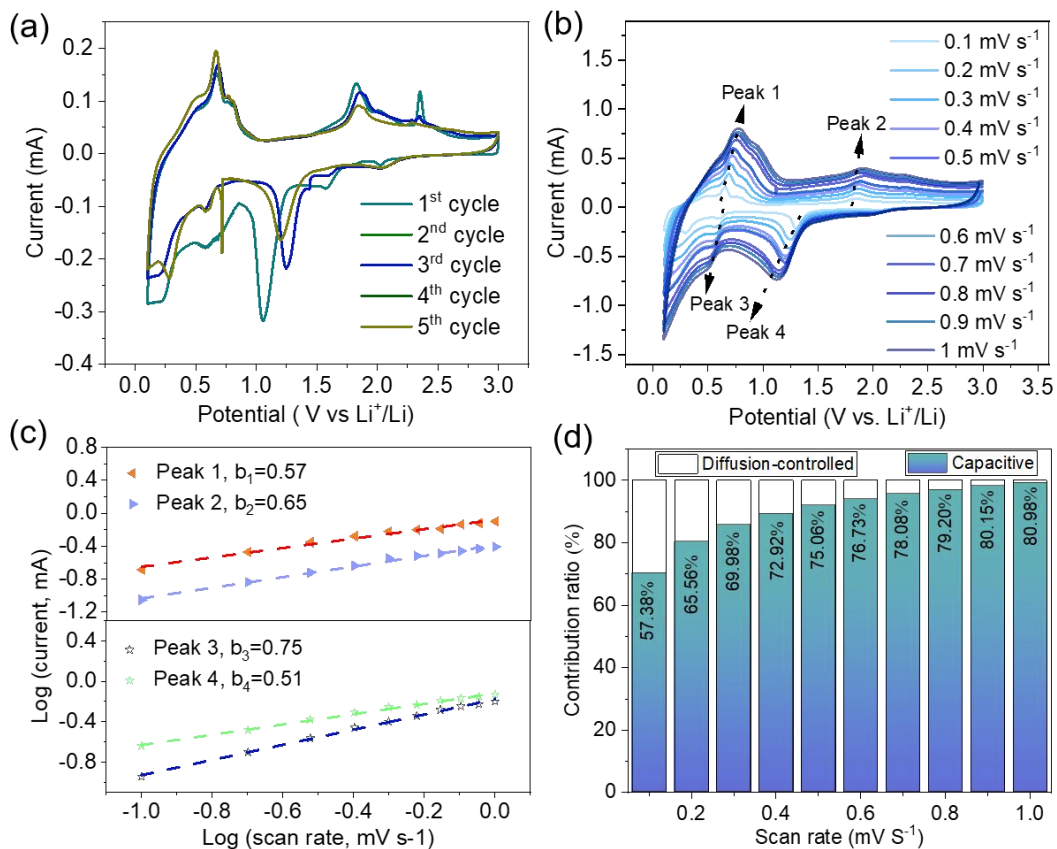 (a)
0.2
0.1
0.0
-0.1
-0.2
-0.3
-0.4
Current (mA)
1st cycle
2nd cycle
3rd cycle
4th cycle
5th cycle
0.0 0.5 1.0 1.5 2.0 2.5 3.0
Potential ( V vs Li+/Li)
(b)
1.5
1.0
0.5
0.0
-0.5
-1.0
-1.5
Current (mA)
Peak 1
Peak 2
Peak 3
Peak 4
0.1 mV s-1
0.2 mV s-1
0.3 mV s-1
0.4 mV s-1
0.5 mV s-1
0.6 mV s-1
0.7 mV s-1
0.8 mV s-1
0.9 mV s-1
1 mV s-1
0.0 0.5 1.0 1.5 2.0 2.5 3.0 3.5
Potential (V vs. Li+/Li)
(c)
0.8
0.4
0.0
-0.4
-0.8
-1.2
Peak 1, b1=0.57
Peak 2, b2=0.65
0.4
0.0
-0.4
-0.8
Peak 3, b3=0.75
Peak 4, b4=0.51
Log (current, mA)
-1.0 -0.8 -0.6 -0.4 -0.2 0.0
Log (scan rate, mV s-1)
(d)
100
80
60
40
20
0
Contribution ratio (%)
Diffusion-controlled
Capacitive
57.38%
65.56%
69.98%
72.92%
75.06%
76.73%
78.08%
79.20%
80.15%
80.98%
0.2 0.4 0.6 0.8 1.0
Scan rate (mV S-1)